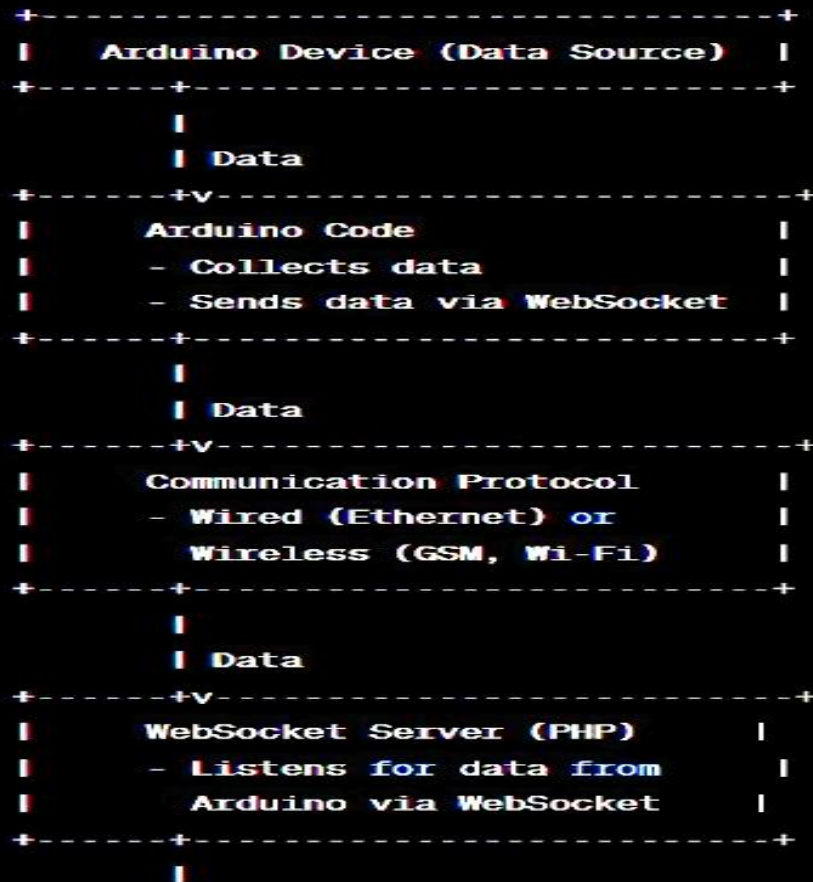 Arduino Device (Data Source)
Data
Arduino Code
- Collects data
- Sends data via WebSocket
Data
Communication Protocol
- Wired (Ethernet) or
Wireless (GSM, Wi-Fi)
Data
WebSocket Server (PHP)
- Listens for data from
Arduino via WebSocket